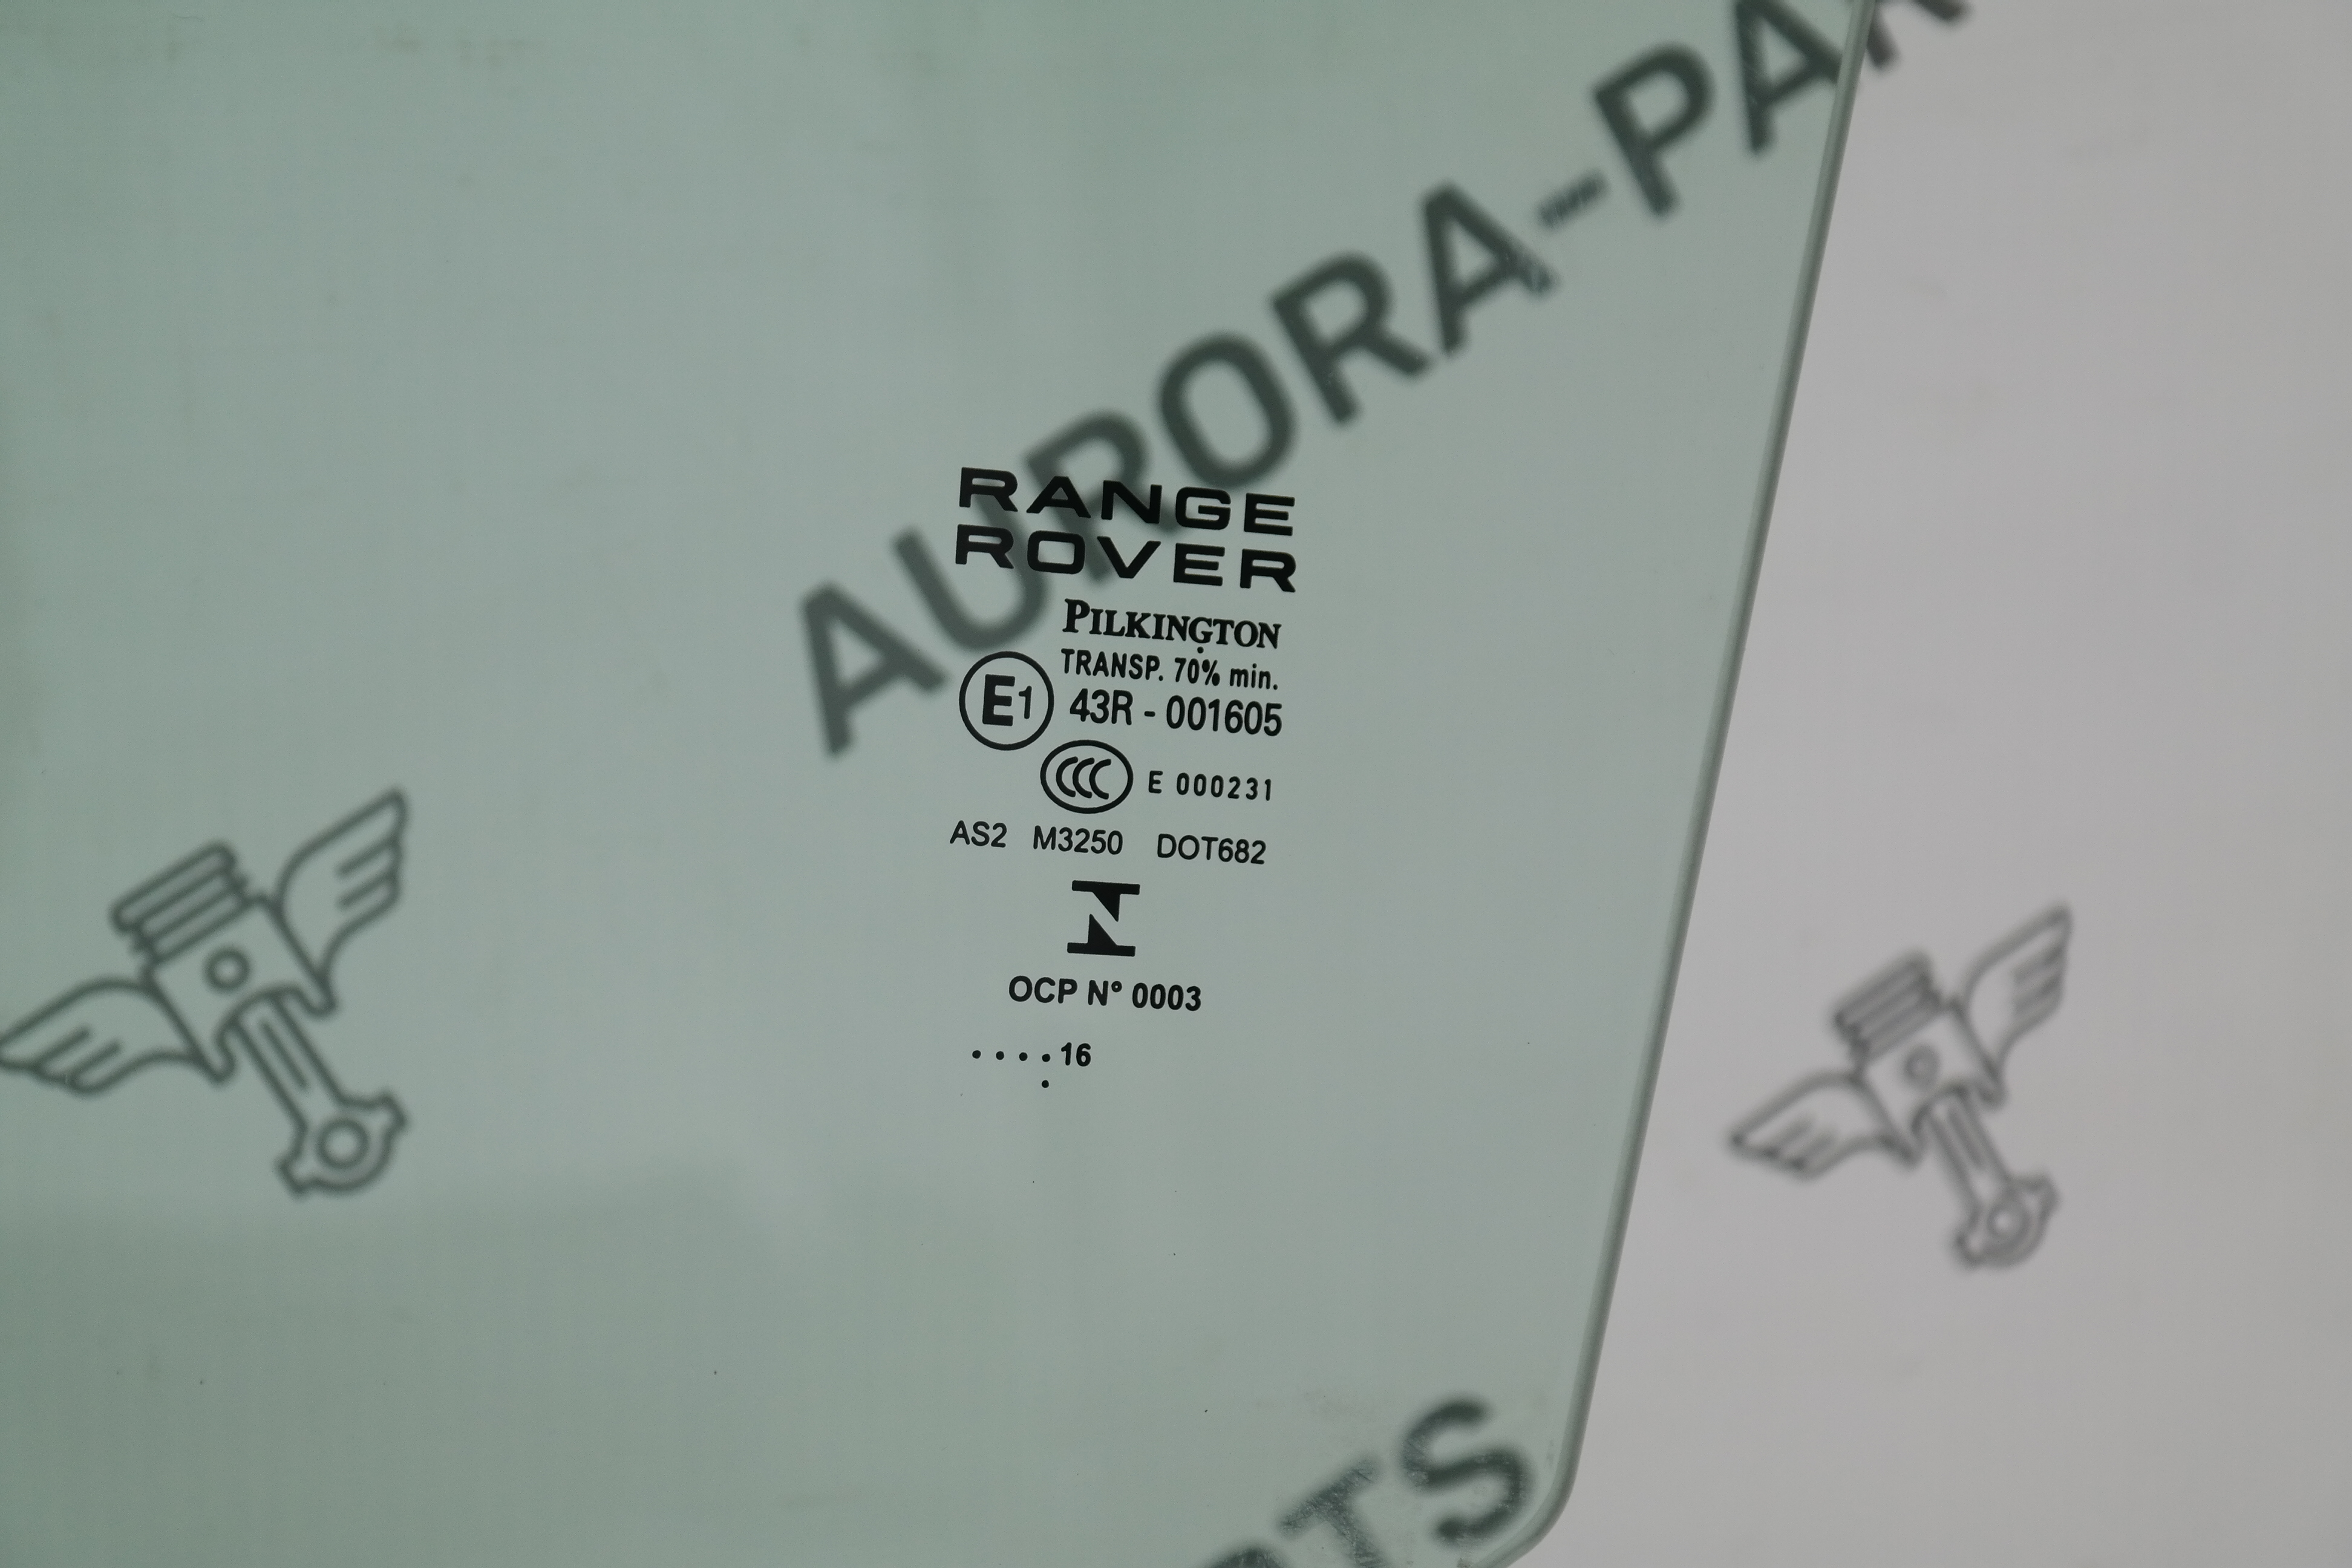 AURORA-PAR
RANGE
ROVER
PILKINGTON
TRANSP. 70% min.
E1 43R - 001605
CCC E 000231
AS2 M3250 DOT682
OCP N° 0003
....16
RTS